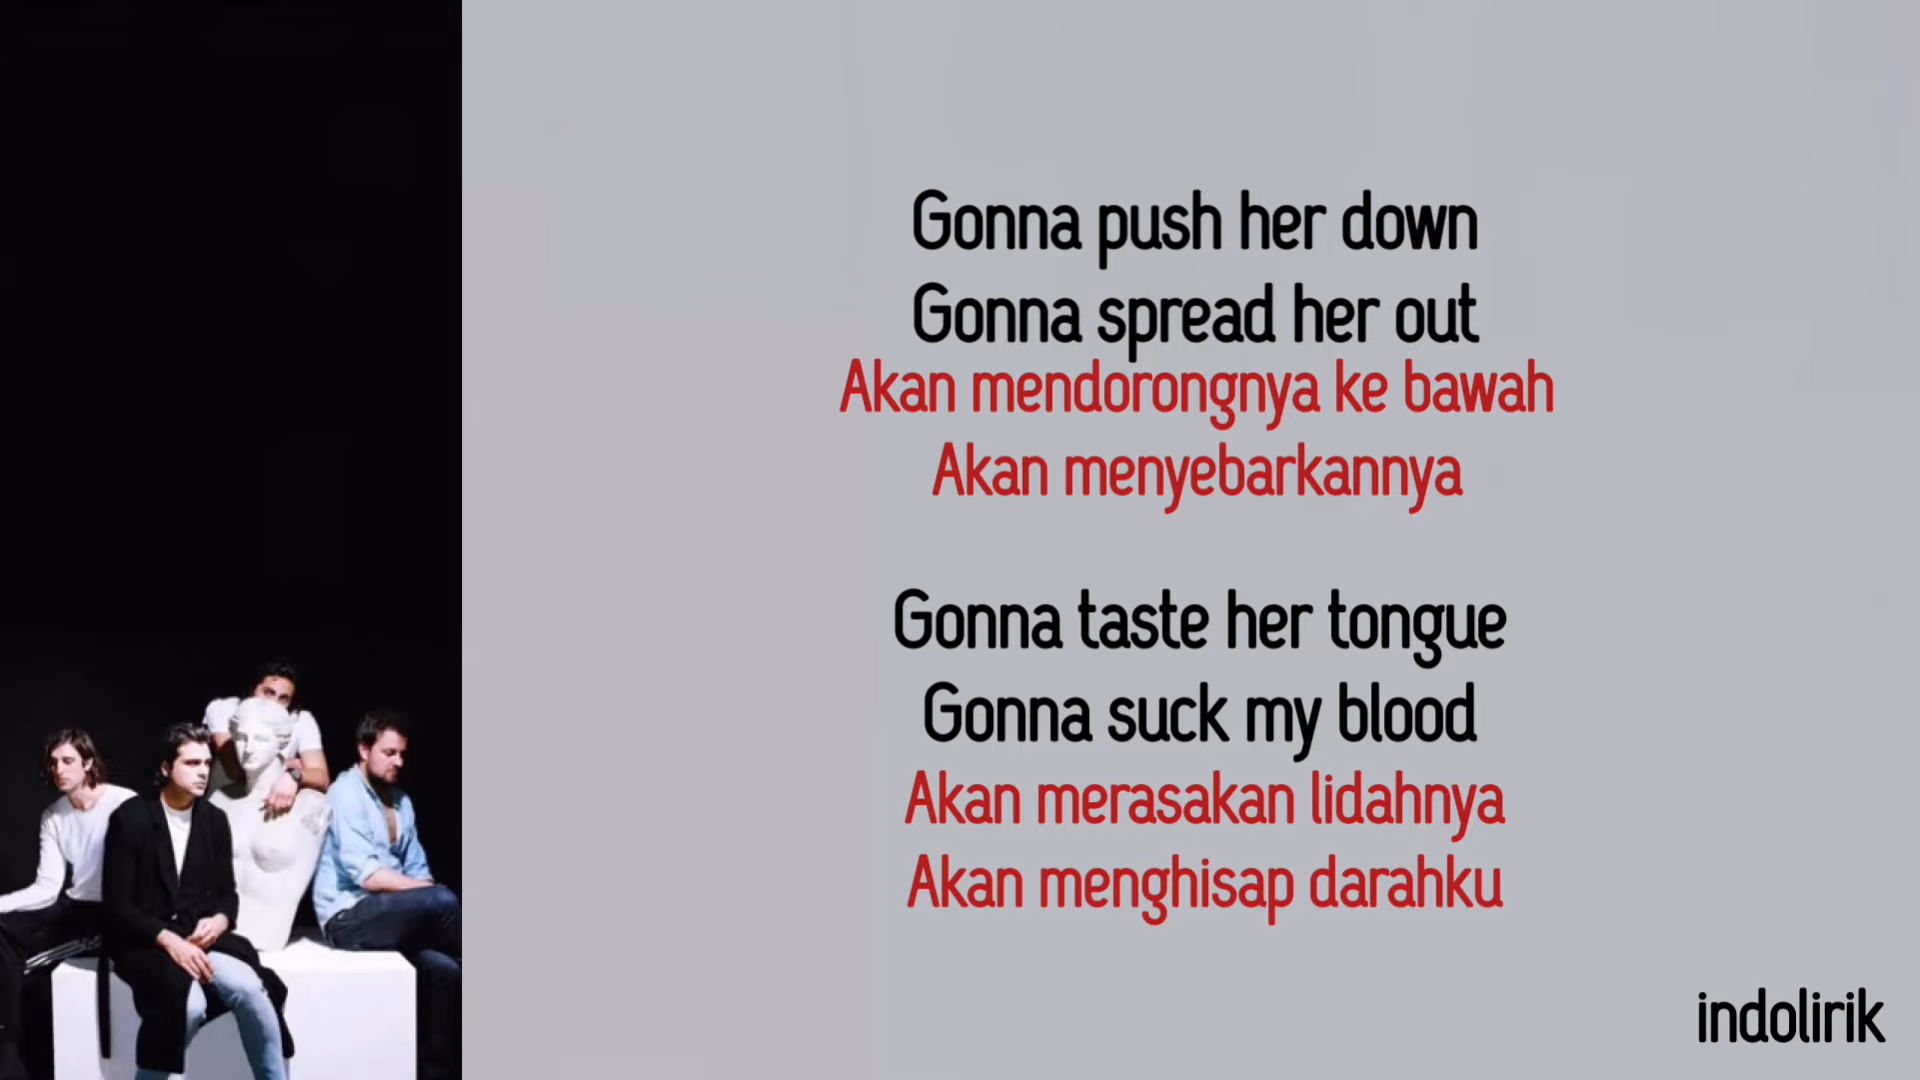 Gonna push her down
Gonna spread her out
Akan mendorongnya ke bawah
Akan menyebarkannya
Gonna taste her tongue
Gonna suck my blood
Akan merasakan lidahnya
Akan menghisap darahku
indolirik